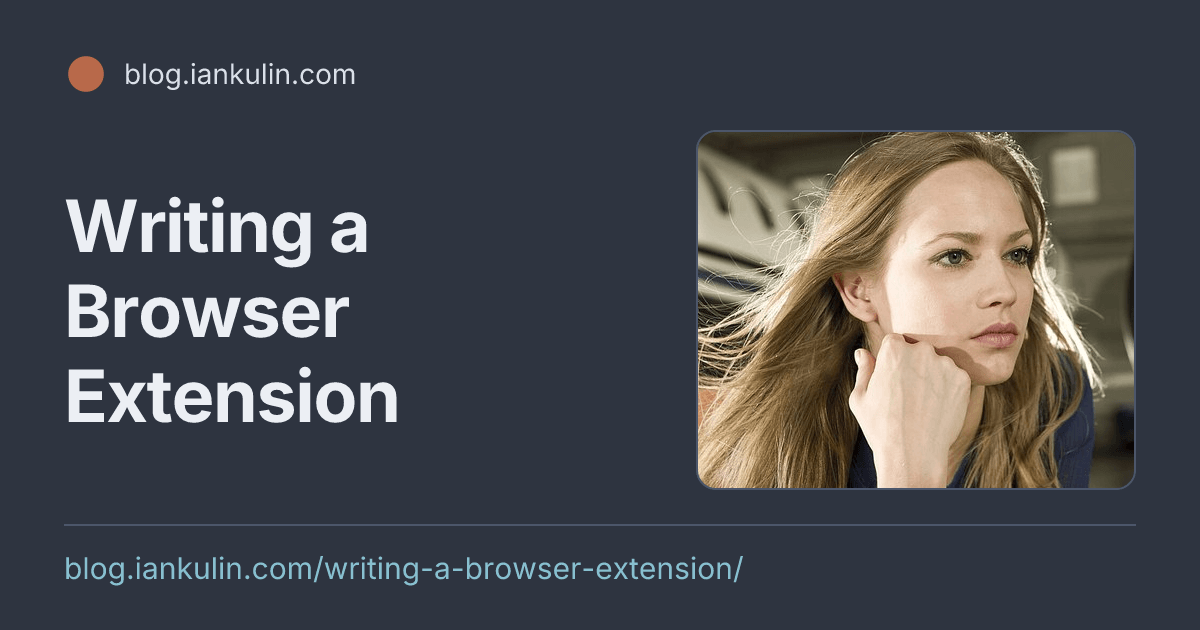 blog.iankulin.com
Writing a
Browser
Extension
blog.iankulin.com/writing-a-browser-extension/